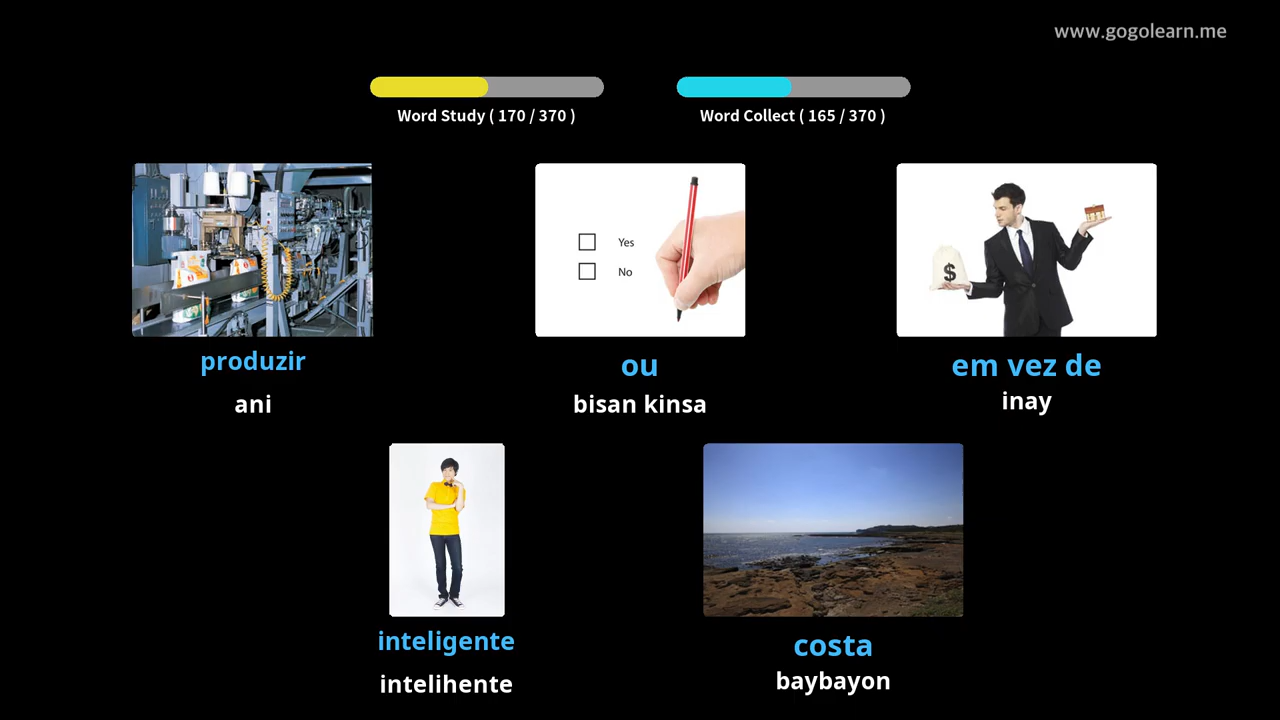 www.gogolearn.me
Word Study ( 170 / 370 )
Word Collect ( 165 / 370 )
Yes
No
$
produzir
ani
ou
bisan kinsa
em vez de
inay
inteligente
intelihente
costa
baybayon